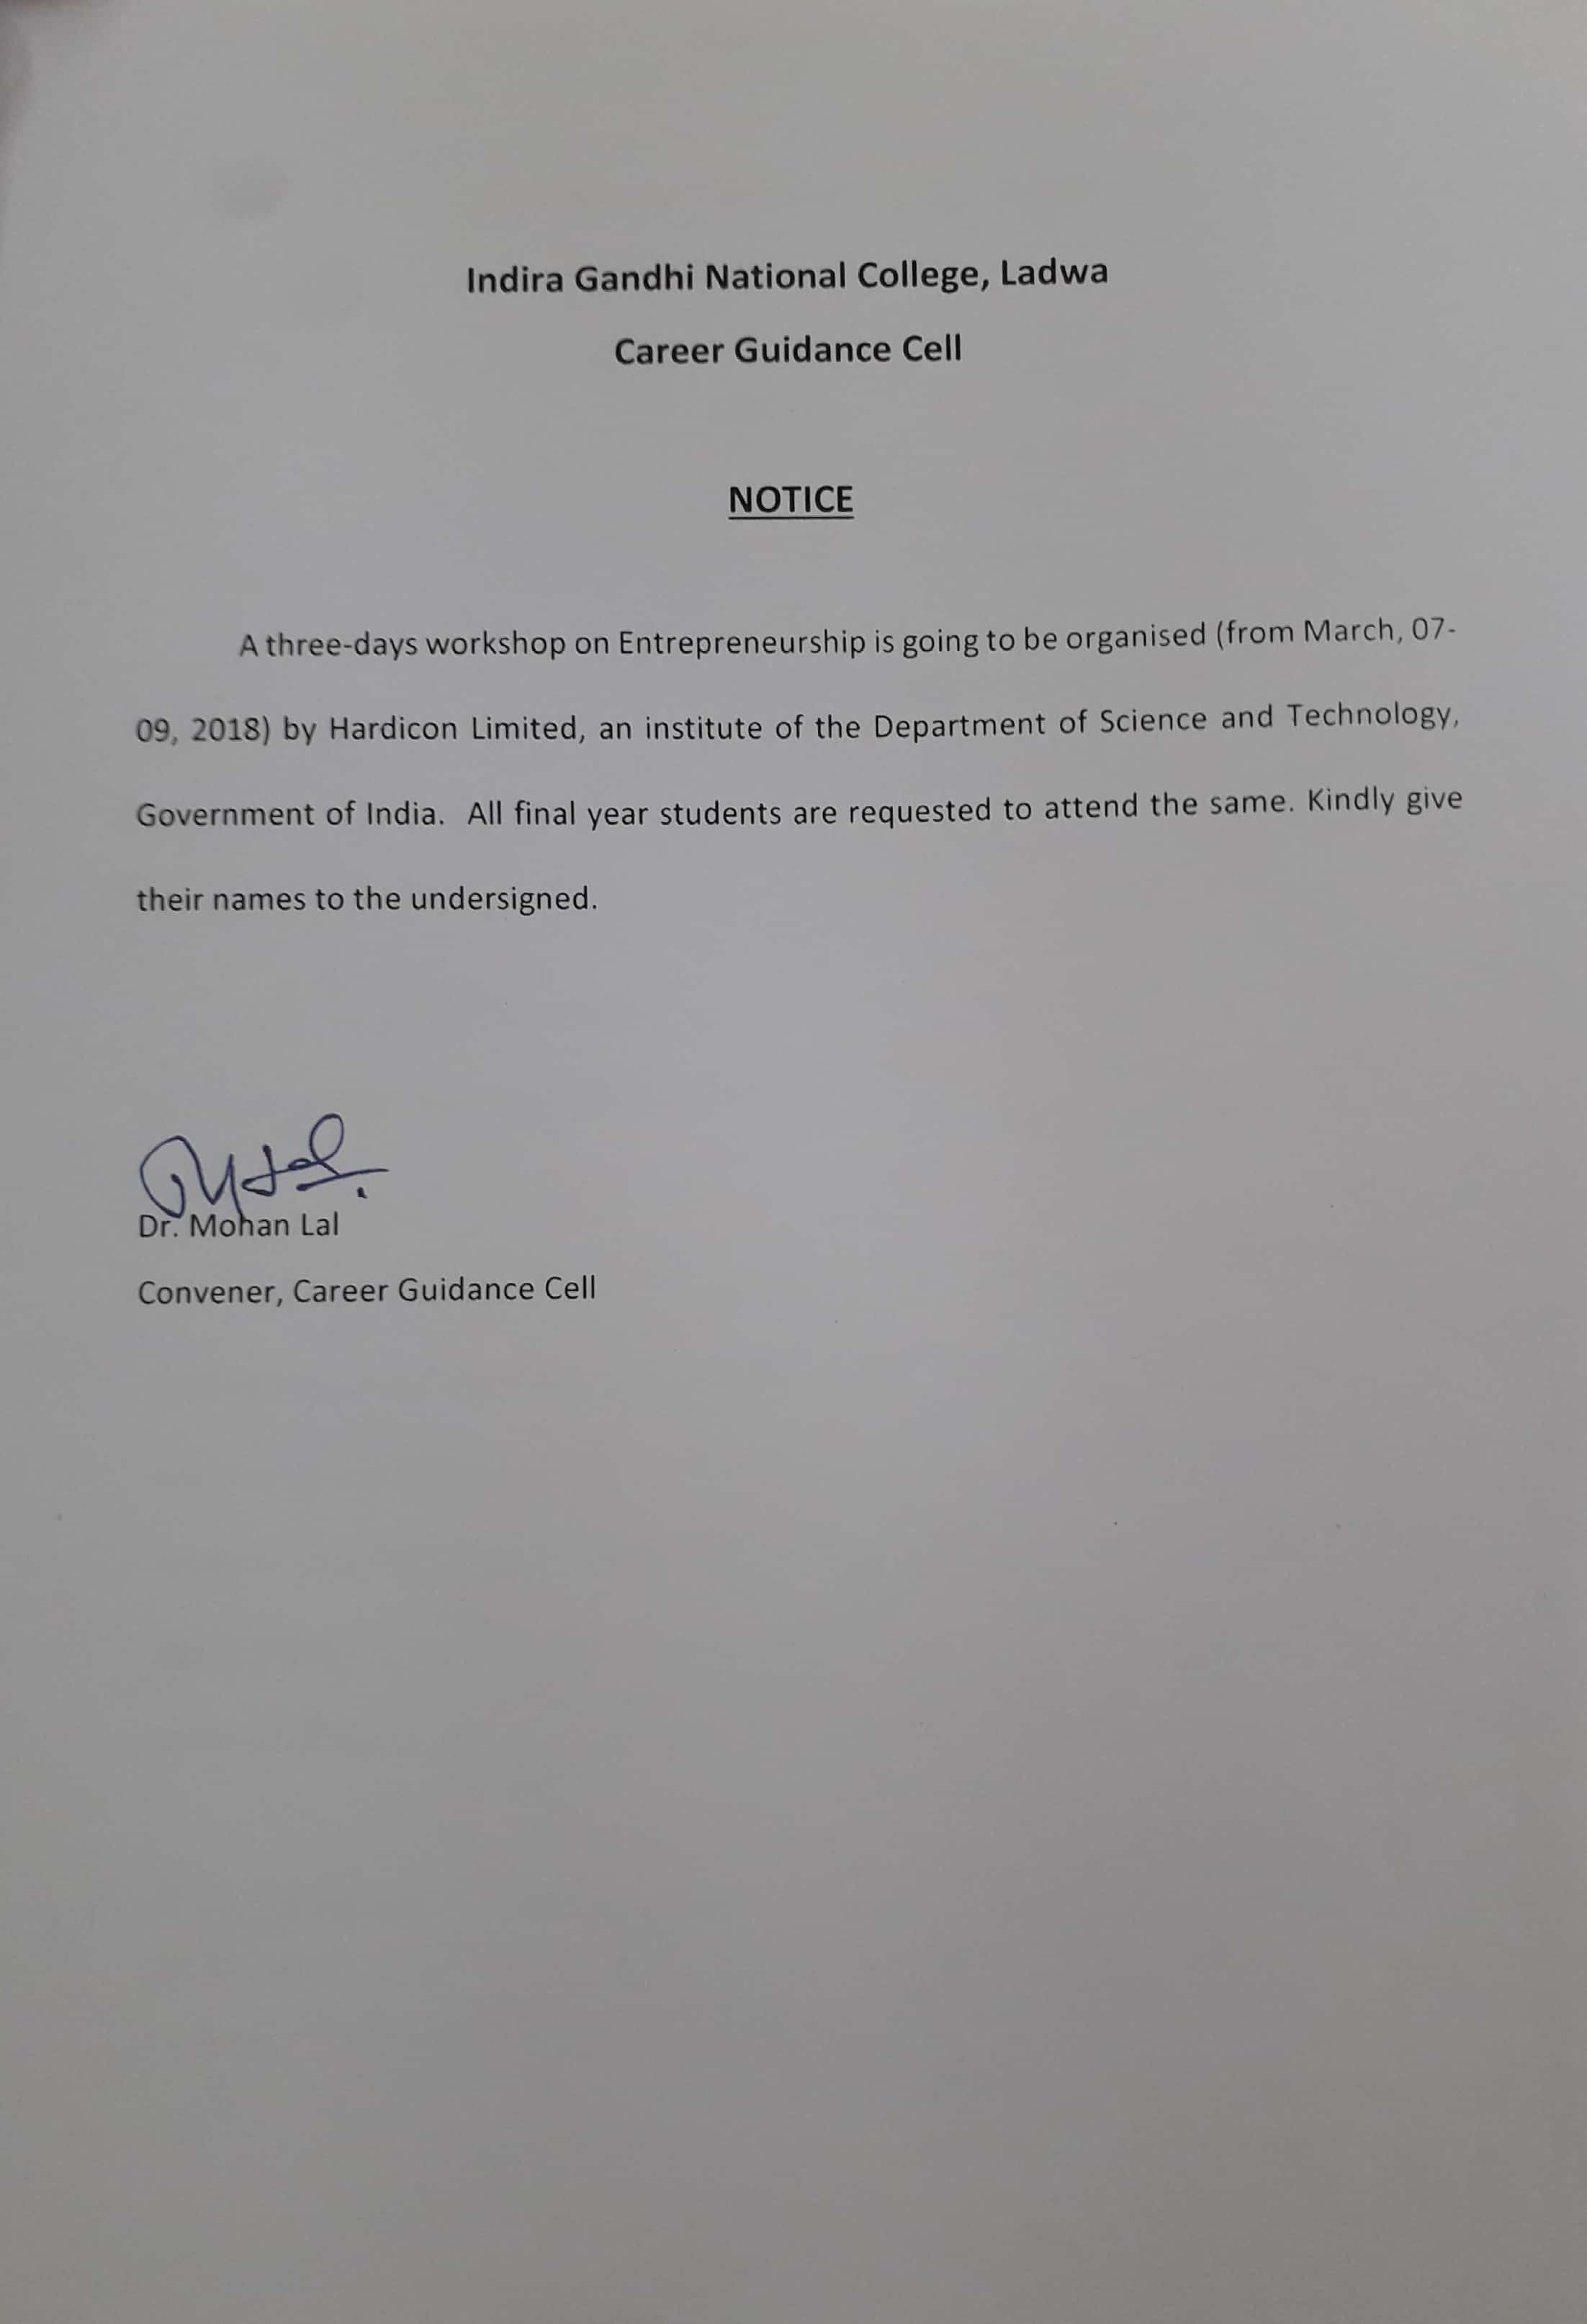 Indira Gandhi National College, Ladwa
Career Guidance Cell
NOTICE
A three-days workshop on Entrepreneurship is going to be organised (from March, 07-
09, 2018) by Hardicon Limited, an institute of the Department of Science and Technology,
Government of India.  All final year students are requested to attend the same. Kindly give
their names to the undersigned.
Dr. Mohan Lal
Convener, Career Guidance Cell